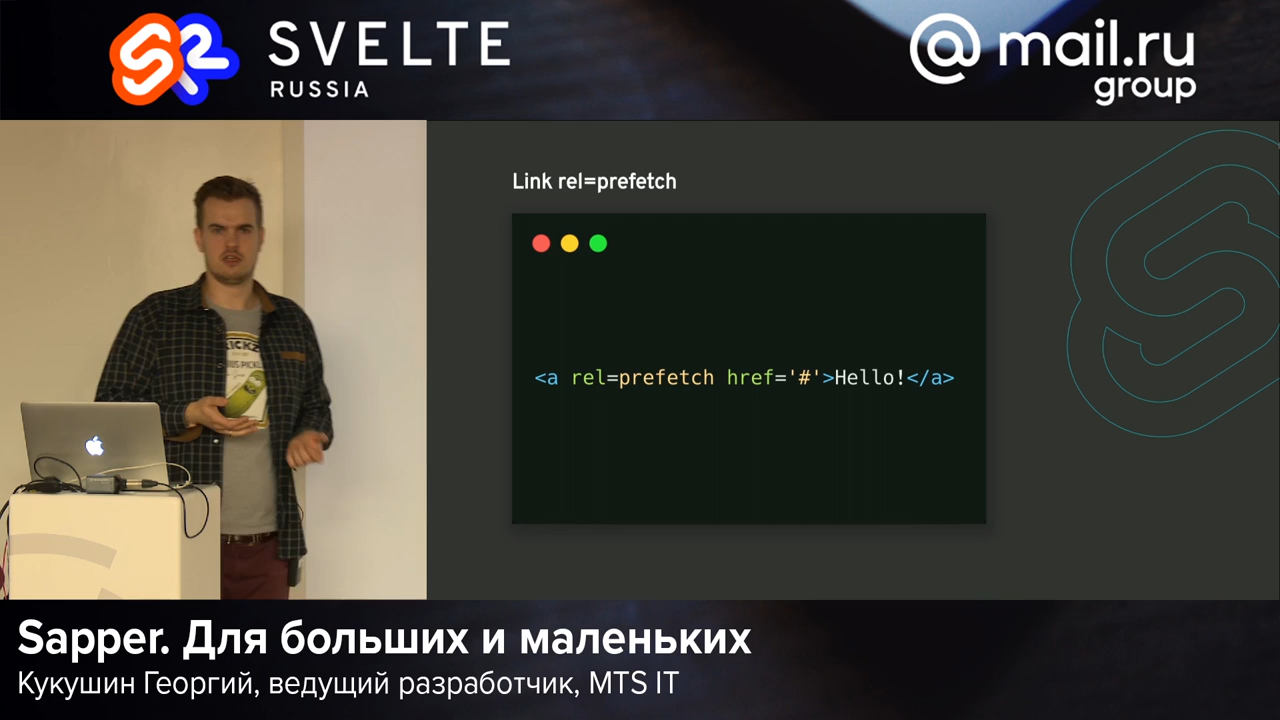 SVELTE
RUSSIA
@mail.ru
group
Link rel=prefetch
<a rel=prefetch href='#'>Hello!</a>
Sapper. Для больших и маленьких
Кукушин Георгий, ведущий разработчик, MTS IT